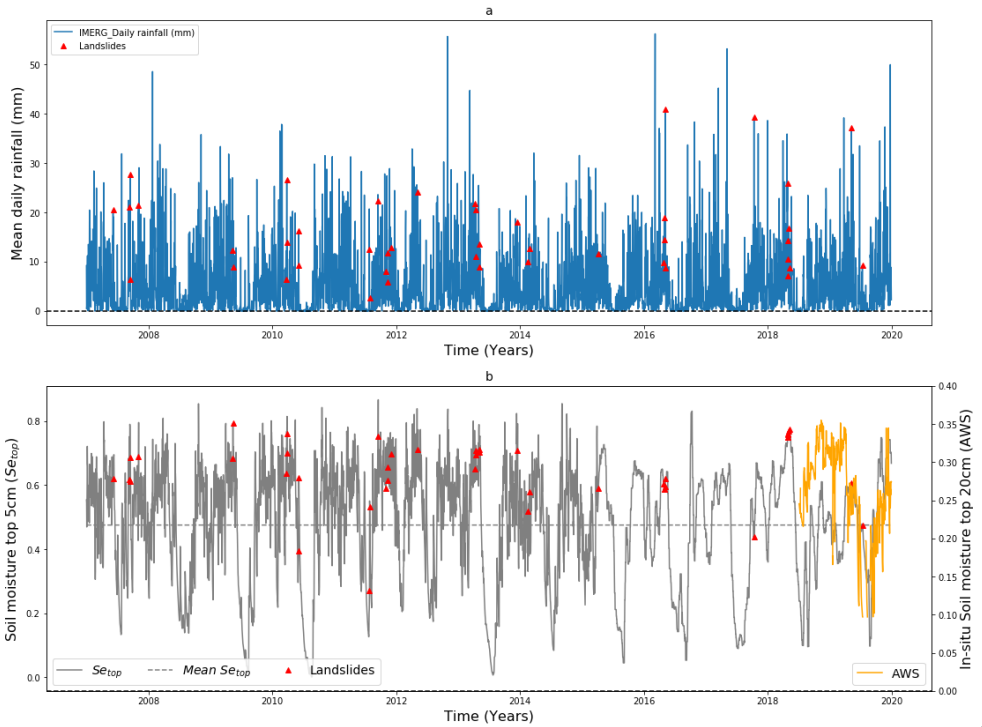 a
IMERG_Daily rainfall (mm)
Landslides
Mean daily rainfall (mm)
50
40
30
20
10
0
2008 2010 2012 2014 2016 2018 2020
Time (Years)
b
Soil moisture top 5cm (Se_top)
0.8
0.6
0.4
0.2
0.0
0.40
0.35
0.30
0.25
0.20
0.15
0.10
0.05
0.00
In-situ Soil moisture top 20cm (AWS)
Se_top Mean Se_top Landslides
AWS
2008 2010 2012 2014 2016 2018 2020
Time (Years)